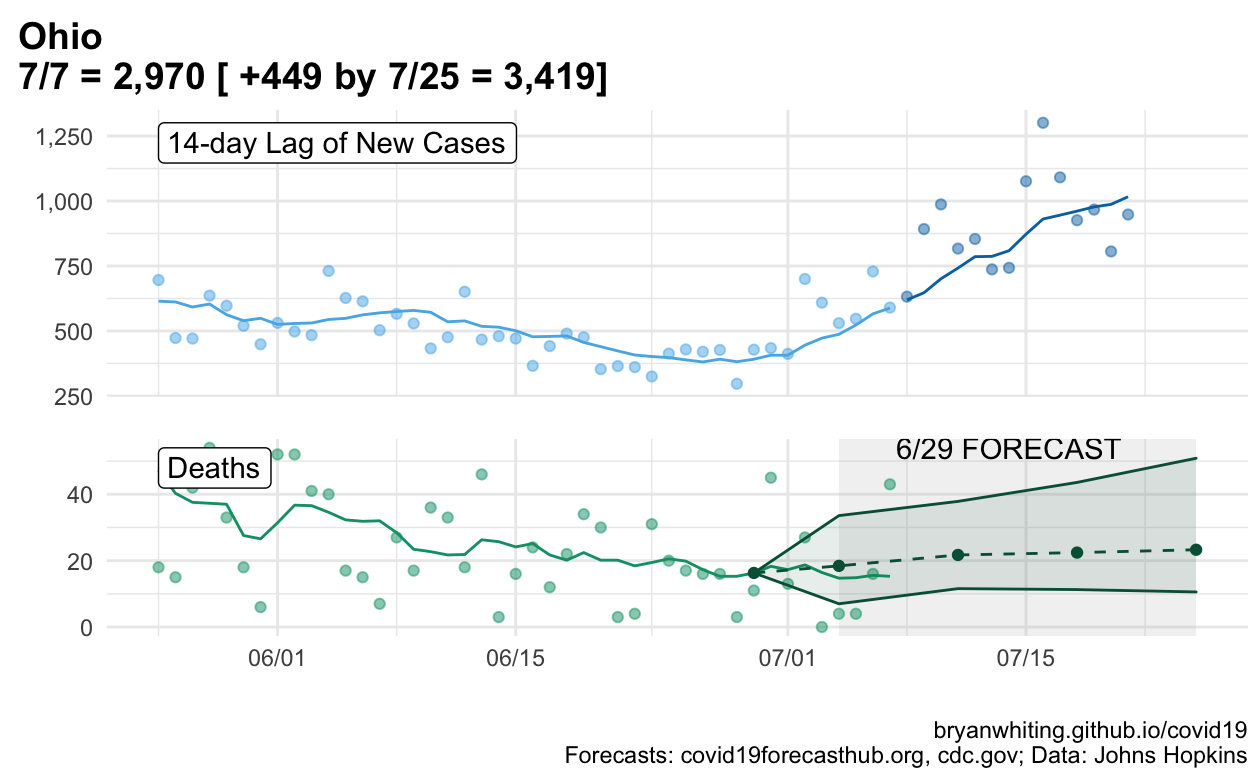 Ohio
7/7 = 2,970 [ +449 by 7/25 = 3,419]
1,250
14-day Lag of New Cases
1,000
750
500
250
6/29 FORECAST
Deaths
40
20
0
06/01
06/15
07/01
07/15
bryanwhiting.github.io/covid19
Forecasts: covid19forecasthub.org, cdc.gov; Data: Johns Hopkins